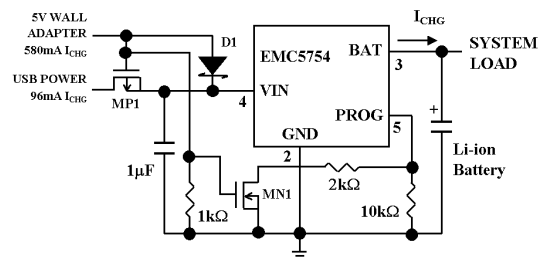 5V WALL
ADAPTER
580mA ICHG
USB POWER
96mA ICHG
MP1
D1
EMC5754
BAT
3
ICHG
SYSTEM
LOAD
4
VIN
PROG
5
GND
2
1µF
MN1
2kΩ
1kΩ
10kΩ
+
Li-ion
Battery